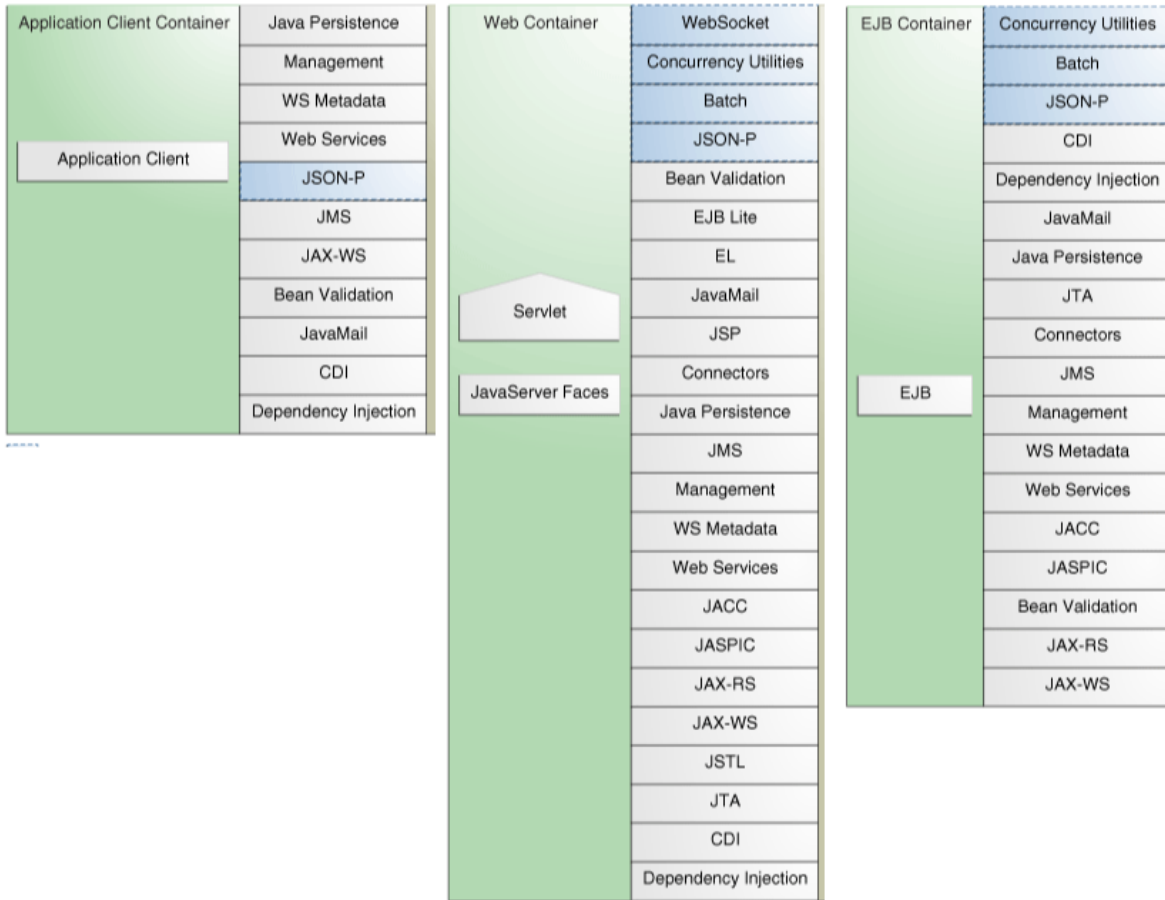 Application Client Container
Application Client
Java Persistence
Management
WS Metadata
Web Services
JSON-P
JMS
JAX-WS
Bean Validation
JavaMail
CDI
Dependency Injection
Web Container
Servlet
JavaServer Faces
WebSocket
Concurrency Utilities
Batch
JSON-P
Bean Validation
EJB Lite
EL
JavaMail
JSP
Connectors
Java Persistence
JMS
Management
WS Metadata
Web Services
JACC
JASPIC
JAX-RS
JAX-WS
JSTL
JTA
CDI
Dependency Injection
EJB Container
EJB
Concurrency Utilities
Batch
JSON-P
CDI
Dependency Injection
JavaMail
Java Persistence
JTA
Connectors
JMS
Management
WS Metadata
Web Services
JACC
JASPIC
Bean Validation
JAX-RS
JAX-WS